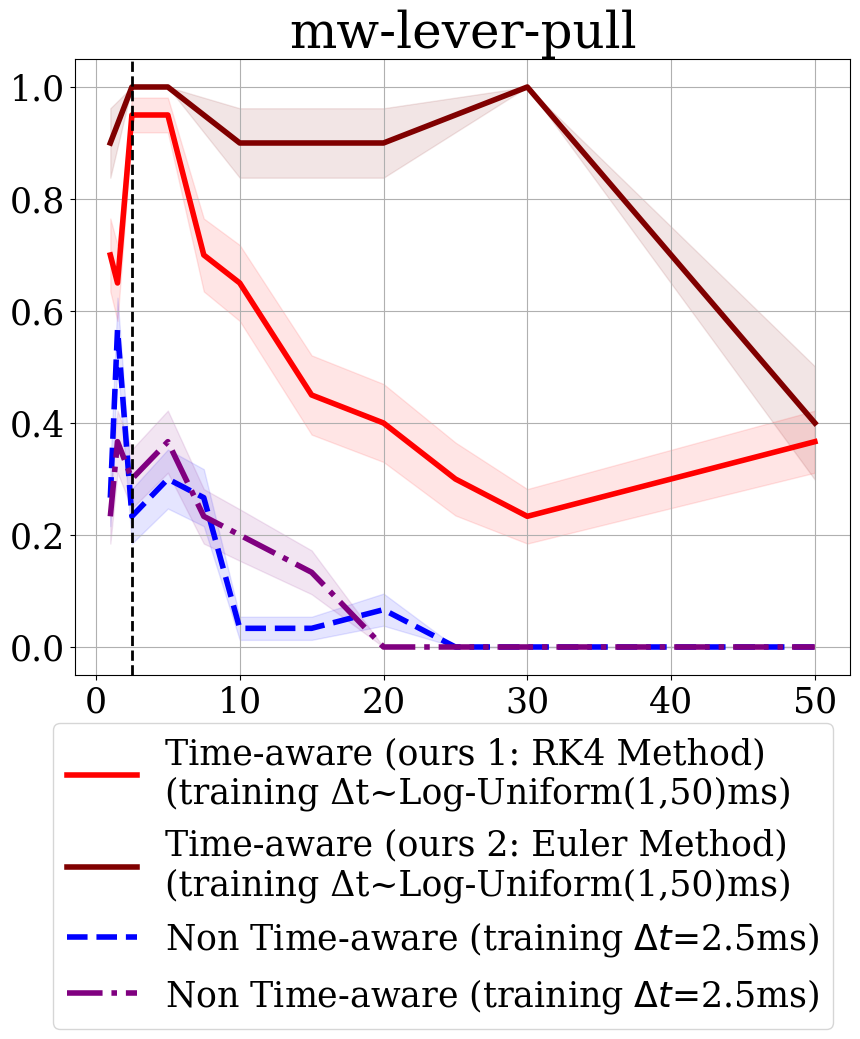 mw-lever-pull
1.0
0.8
0.6
0.4
0.2
0.0
0 10 20 30 40 50
Time-aware (ours 1: RK4 Method)
(training Δt~Log-Uniform(1,50)ms)
Time-aware (ours 2: Euler Method)
(training Δt~Log-Uniform(1,50)ms)
Non Time-aware (training Δt=2.5ms)
Non Time-aware (training Δt=2.5ms)